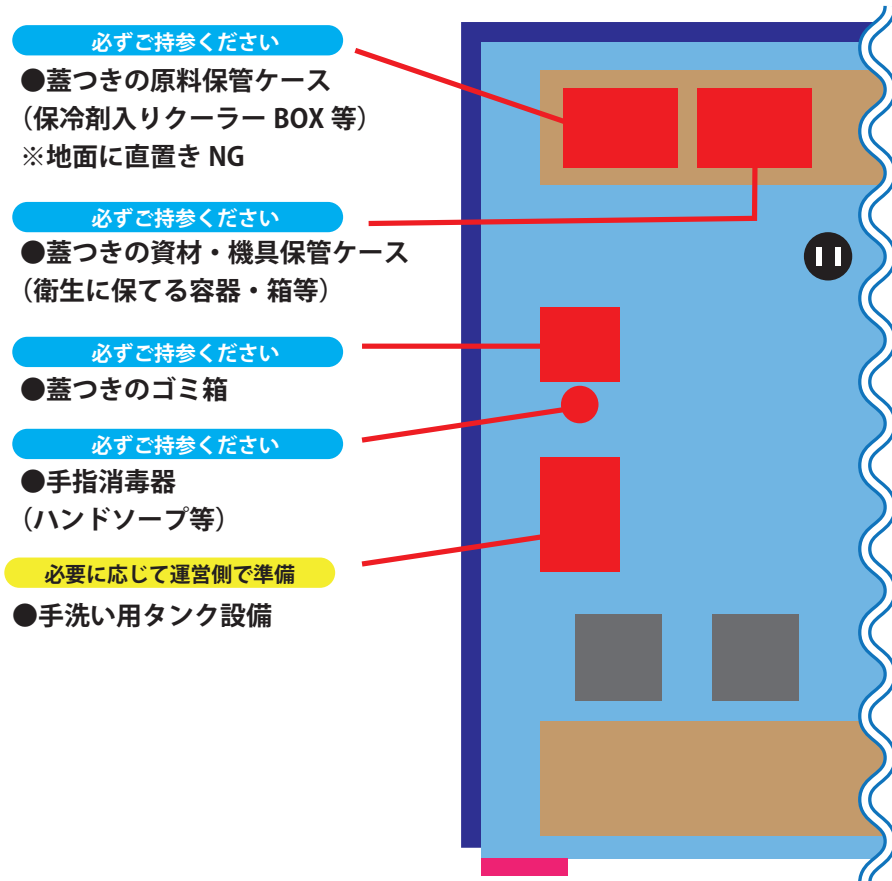 必ずご持参ください
●蓋つきの原料保管ケース
（保冷剤入りクーラー BOX 等）
※地面に直置き NG
必ずご持参ください
●蓋つきの資材・機具保管ケース
（衛生に保てる容器・箱等）
必ずご持参ください
●蓋つきのゴミ箱
必ずご持参ください
●手指消毒器
（ハンドソープ等）
必要に応じて運営側で準備
●手洗い用タンク設備